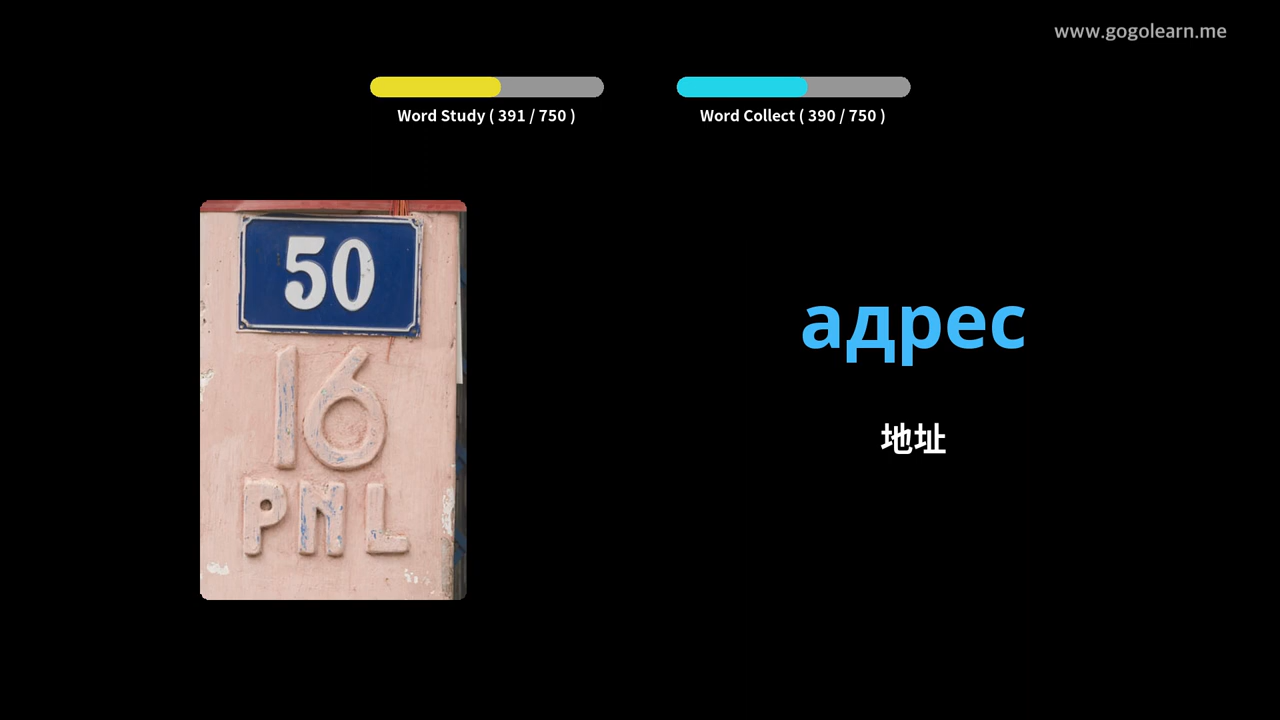 www.gogolearn.me
Word Study ( 391 / 750 )
Word Collect ( 390 / 750 )
50
16
PML
адрес
地址